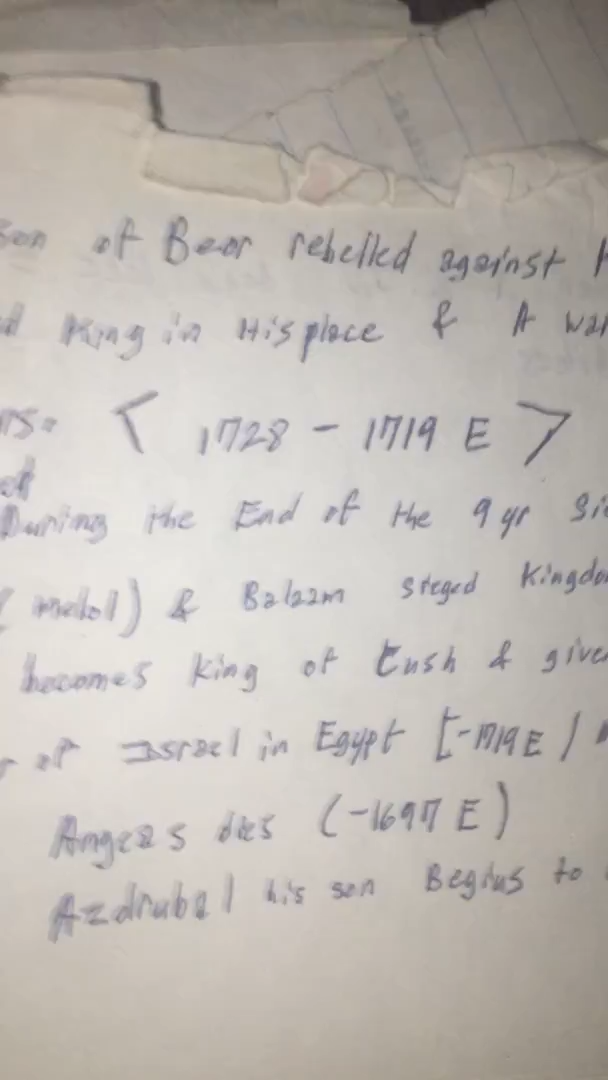 son of Beor rebelled against
King in His place & A war
< 1728 - 1719 E >
During the End of the 9 yr
& Balaam sieged Kingdo
becomes King of Cush & give
of Israel in Egypt [-1719 E /
Angeas dies (-1697 E)
Azdrubal his son Begins to